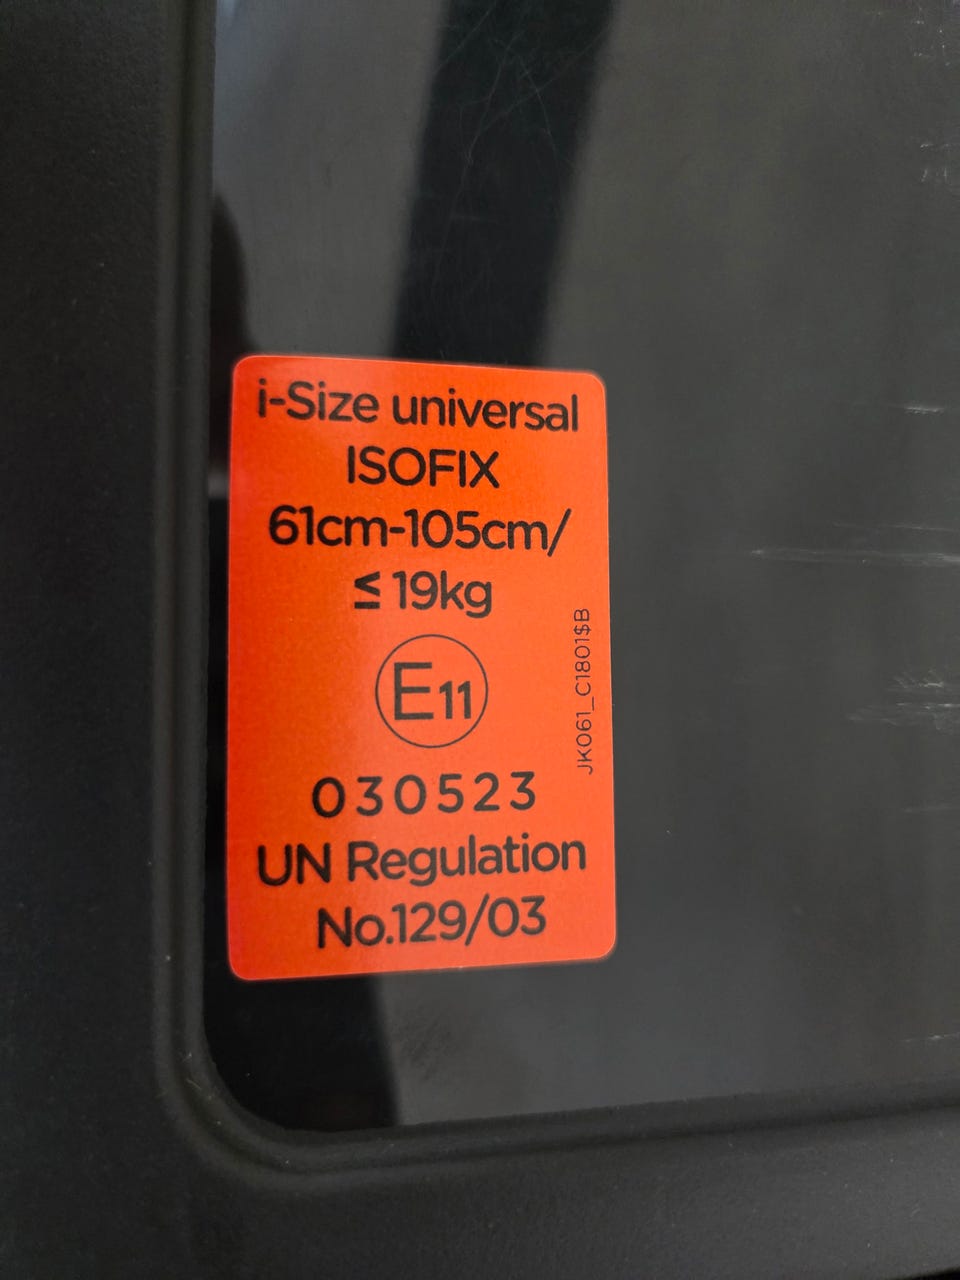 i-Size universal
ISOFIX
61cm-105cm/
≤ 19kg
E11
030523
UN Regulation
No.129/03
JK061_C1801$B